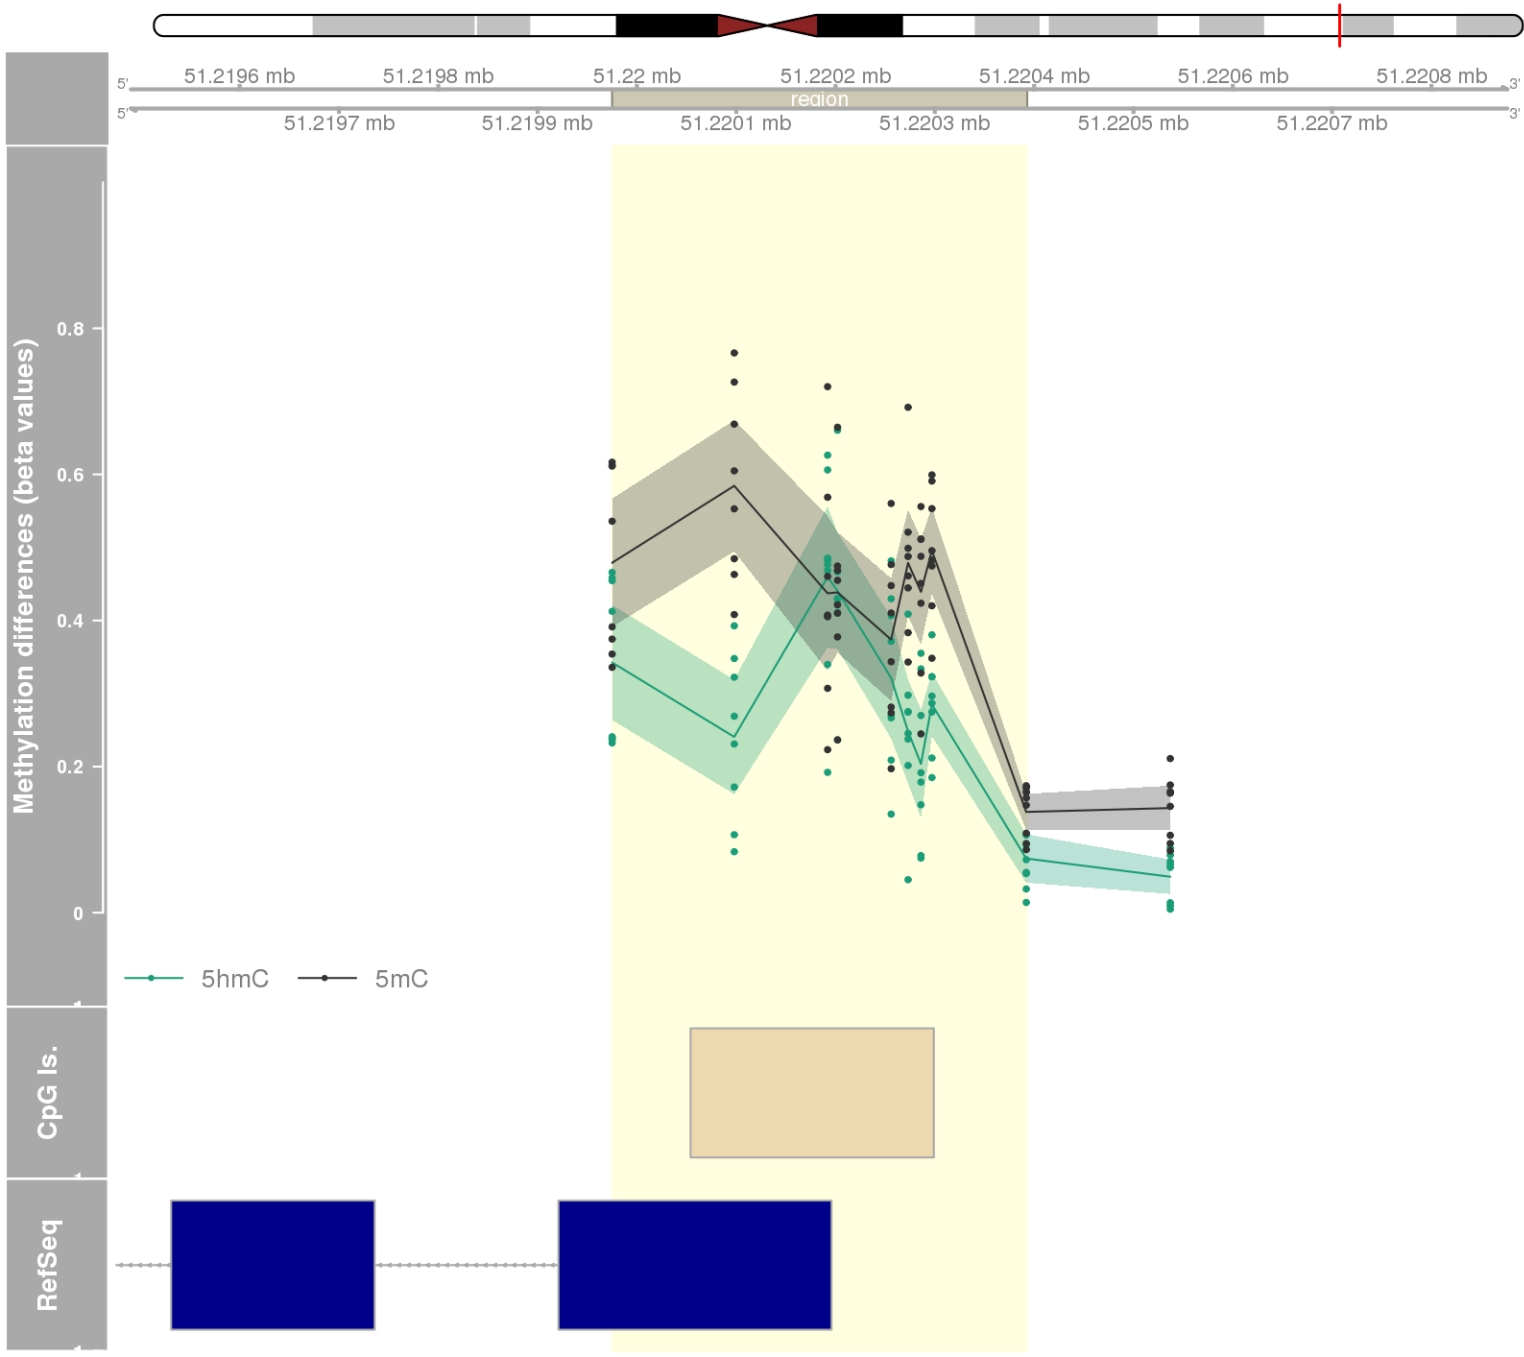 51.2196 mb 51.2198 mb 51.22 mb 51.2202 mb 51.2204 mb 51.2206 mb 51.2208 mb
5' 3'
region
5' 3'
51.2197 mb 51.2199 mb 51.2201 mb 51.2203 mb 51.2205 mb 51.2207 mb
Methylation differences (beta values)
0.8
0.6
0.4
0.2
0
5hmC 5mC
CpG Is.
RefSeq